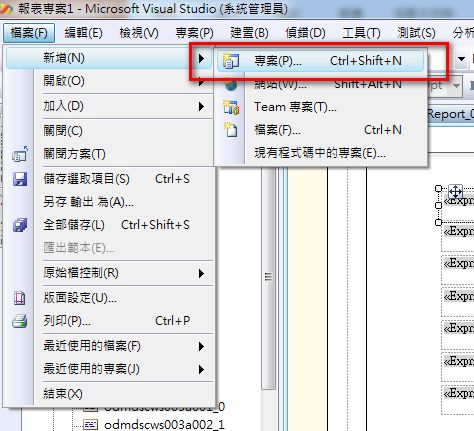 報表專案1 - Microsoft Visual Studio (系統管理員)
檔案(F) 編輯(E) 檢視(V) 專案(P) 建置(B) 偵錯(D) 工具(T) 測試(S) 分析
新增(N)
專案(P)... Ctrl+Shift+N
開啟(O)
網站(W)... Shift+Alt+N
加入(D)
Team 專案(T)...
Report_0
關閉(C)
檔案(F)... Ctrl+N
關閉方案(T)
現有程式碼中的專案(E)...
儲存選取項目(S) Ctrl+S
另存 輸出 為(A)...
«Expr
全部儲存(L) Ctrl+Shift+S
«Expr
匯出範本(E)...
原始檔控制(R)
«Expr
版面設定(U)...
«Expr
列印(P)... Ctrl+P
«Expr
最近使用的檔案(F)
«Expr
最近使用的專案(J)
«Expr
結束(X)
«Expr
odmdscws003a001_0
odmdscws003a002_1